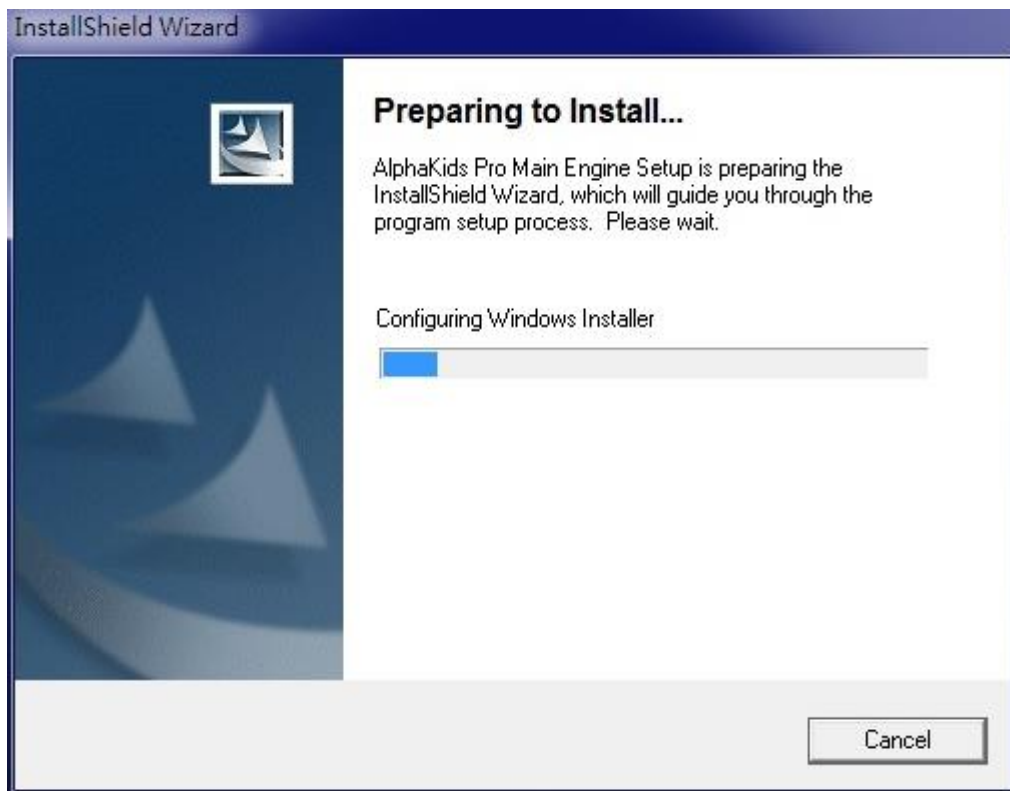 InstallShield Wizard
Preparing to Install...
AlphaKids Pro Main Engine Setup is preparing the
InstallShield Wizard, which will guide you through the
program setup process.  Please wait.
Configuring Windows Installer
Cancel